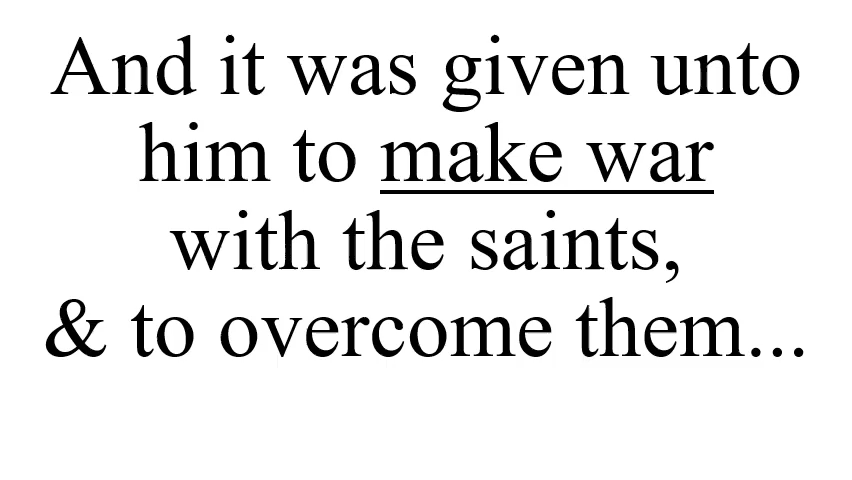 And it was given unto
him to make war
with the saints,
& to overcome them...